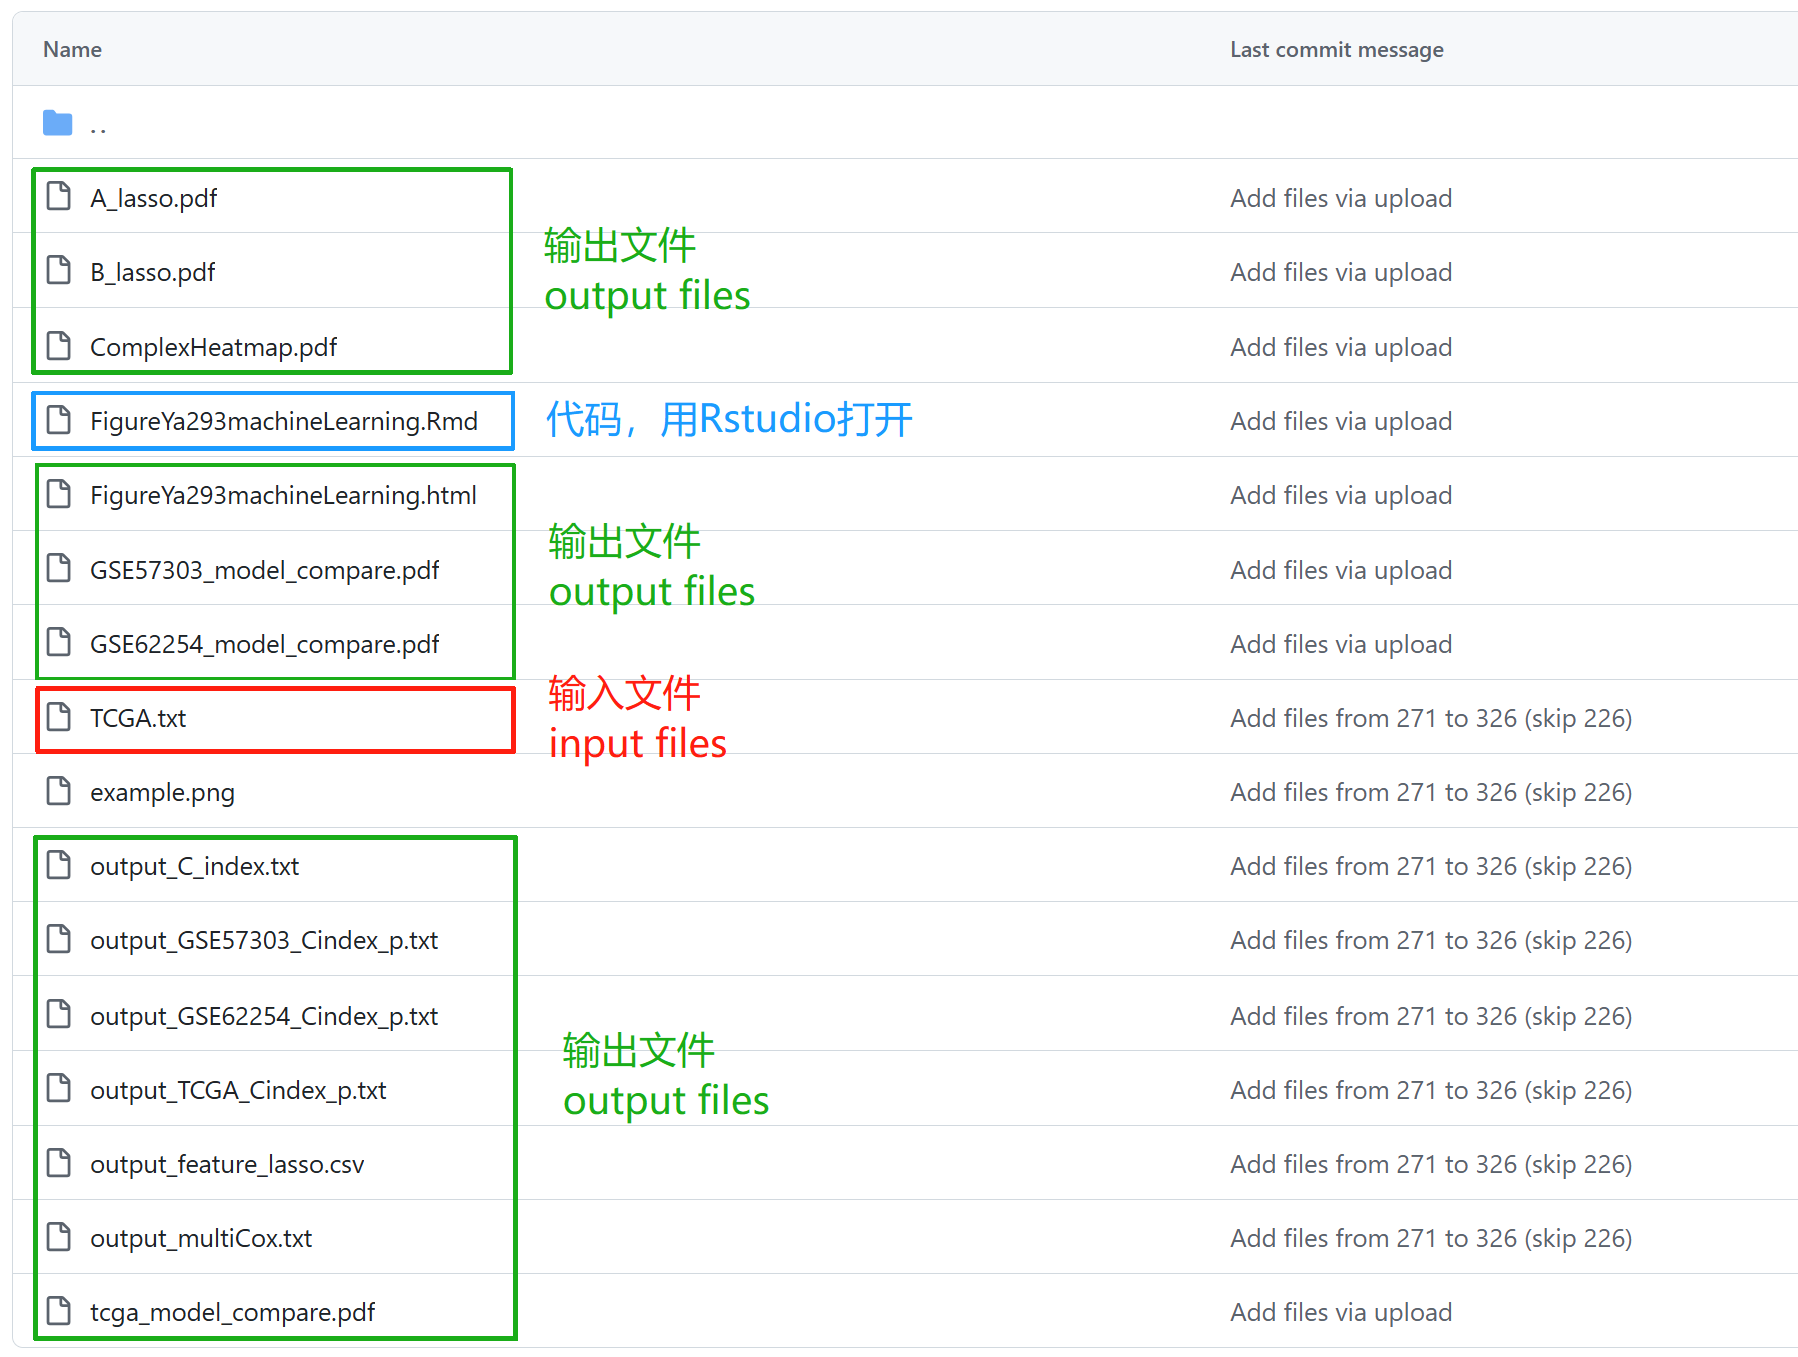 Name Last commit message
..
A_lasso.pdf Add files via upload
输出文件
output files
B_lasso.pdf Add files via upload
ComplexHeatmap.pdf Add files via upload
FigureYa293machineLearning.Rmd 代码，用Rstudio打开 Add files via upload
FigureYa293machineLearning.html Add files via upload
输出文件
output files
GSE57303_model_compare.pdf Add files via upload
GSE62254_model_compare.pdf Add files via upload
输入文件
input files
TCGA.txt Add files from 271 to 326 (skip 226)
example.png Add files from 271 to 326 (skip 226)
output_C_index.txt Add files from 271 to 326 (skip 226)
output_GSE57303_Cindex_p.txt Add files from 271 to 326 (skip 226)
output_GSE62254_Cindex_p.txt Add files from 271 to 326 (skip 226)
输出文件
output files
output_TCGA_Cindex_p.txt Add files from 271 to 326 (skip 226)
output_feature_lasso.csv Add files from 271 to 326 (skip 226)
output_multiCox.txt Add files from 271 to 326 (skip 226)
tcga_model_compare.pdf Add files via upload